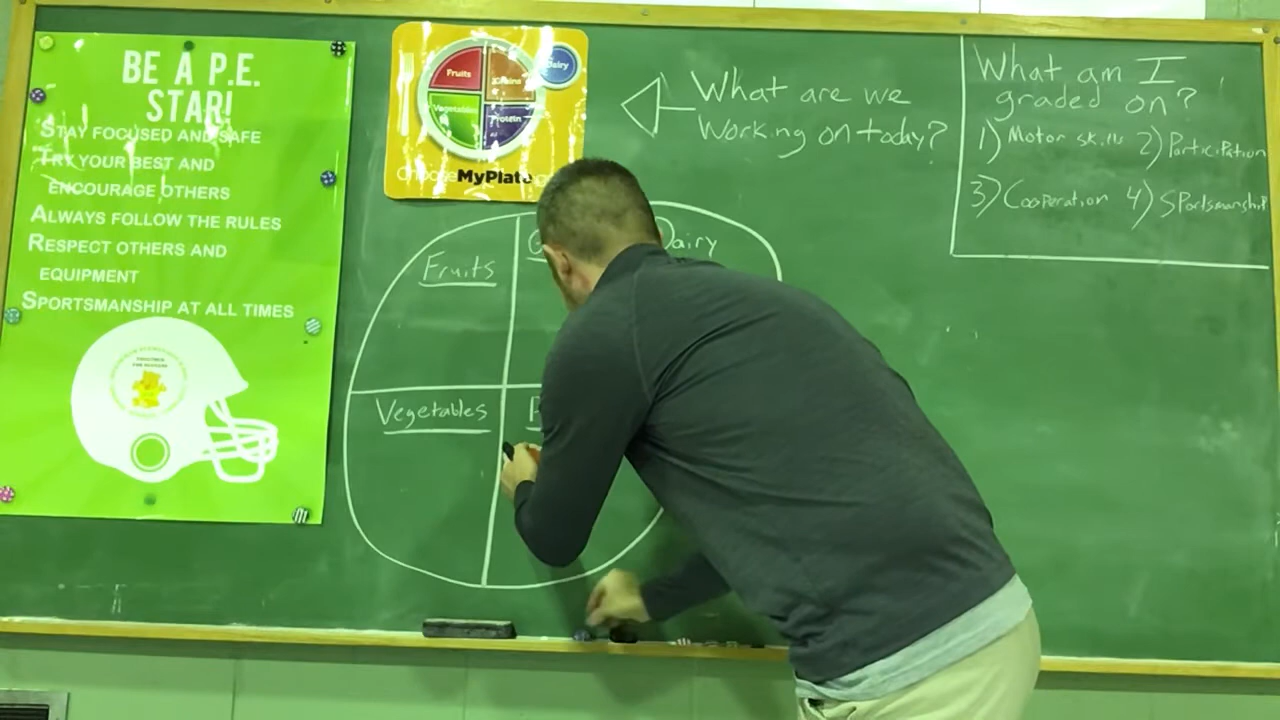 BE A P.E.
STAR!
STAY FOCUSED AND SAFE
TRY YOUR BEST AND
ENCOURAGE OTHERS
ALWAYS FOLLOW THE RULES
RESPECT OTHERS AND
EQUIPMENT
SPORTSMANSHIP AT ALL TIMES
Fruits
Grains
Dairy
Vegetables
Protein
MyPlate
What are we
working on today?
What am I
graded on?
1) Motor skills 2) Participation
3) Cooperation 4) Sportsmanship
Fruits
Dairy
Vegetables